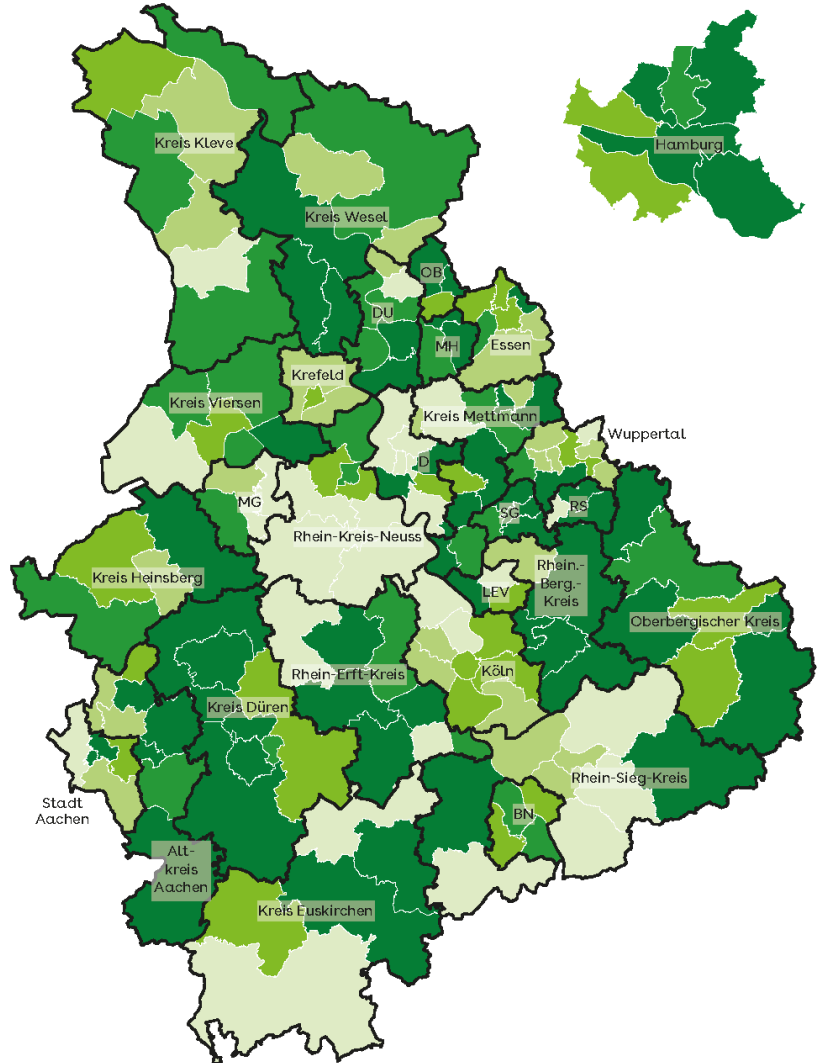 Kreis Kleve
Hamburg
Kreis Wesel
OB
DU
MH
Essen
Krefeld
Kreis Viersen
Kreis Mettmann
Wuppertal
D
MG
SG
RS
Rhein-Kreis-Neuss
Rhein.-
Berg.-
Kreis
Kreis Heinsberg
LEV
Oberbergischer Kreis
Köln
Rhein-Erft-Kreis
Kreis Düren
Rhein-Sieg-Kreis
Stadt
Aachen
BN
Alt-
kreis
Aachen
Kreis Euskirchen